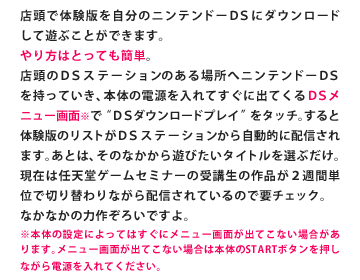 店頭で体験版を自分のニンテンドーDSにダウンロード
して遊ぶことができます。
やり方はとっても簡単。
店頭のDSステーションのある場所へニンテンドーDS
を持っていき、本体の電源を入れてすぐに出てくるDSメ
ニュー画面※で“DSダウンロードプレイ”をタッチ。すると
体験版のリストがDSステーションから自動的に配信され
ます。あとは、そのなかから遊びたいタイトルを選ぶだけ。
現在は任天堂ゲームセミナーの受講生の作品が2週間単
位で切り替わりながら配信されているので要チェック。
なかなかの力作ぞろいですよ。
※本体の設定によってはすぐにメニュー画面が出てこない場合があ
ります。メニュー画面が出てこない場合は本体のSTARTボタンを押し
ながら電源を入れてください。